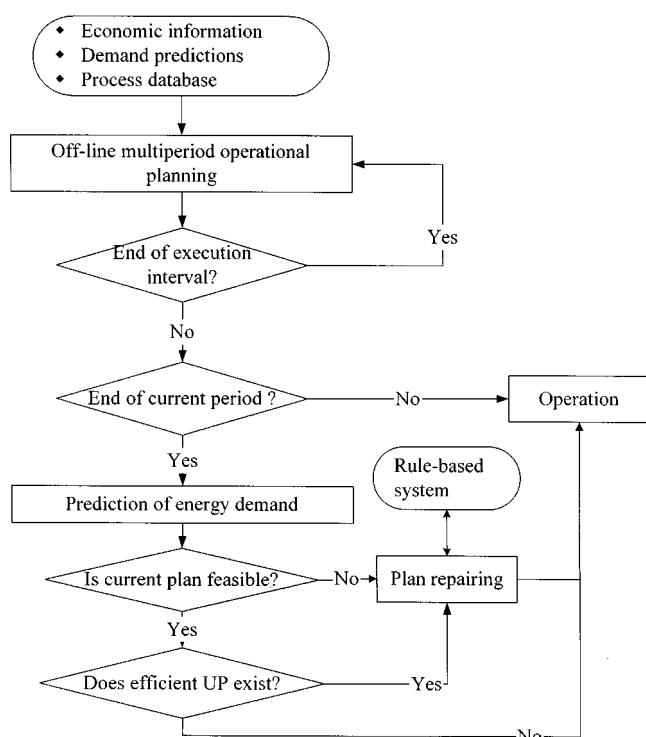 ◆ Economic information
◆ Demand predictions
◆ Process database
Off-line multiperiod operational
planning
Yes
End of execution
interval?
No
End of current period ?
No
Operation
Yes
Rule-based
system
Prediction of energy demand
Is current plan feasible?
No
Plan repairing
Yes
Does efficient UP exist?
Yes
No